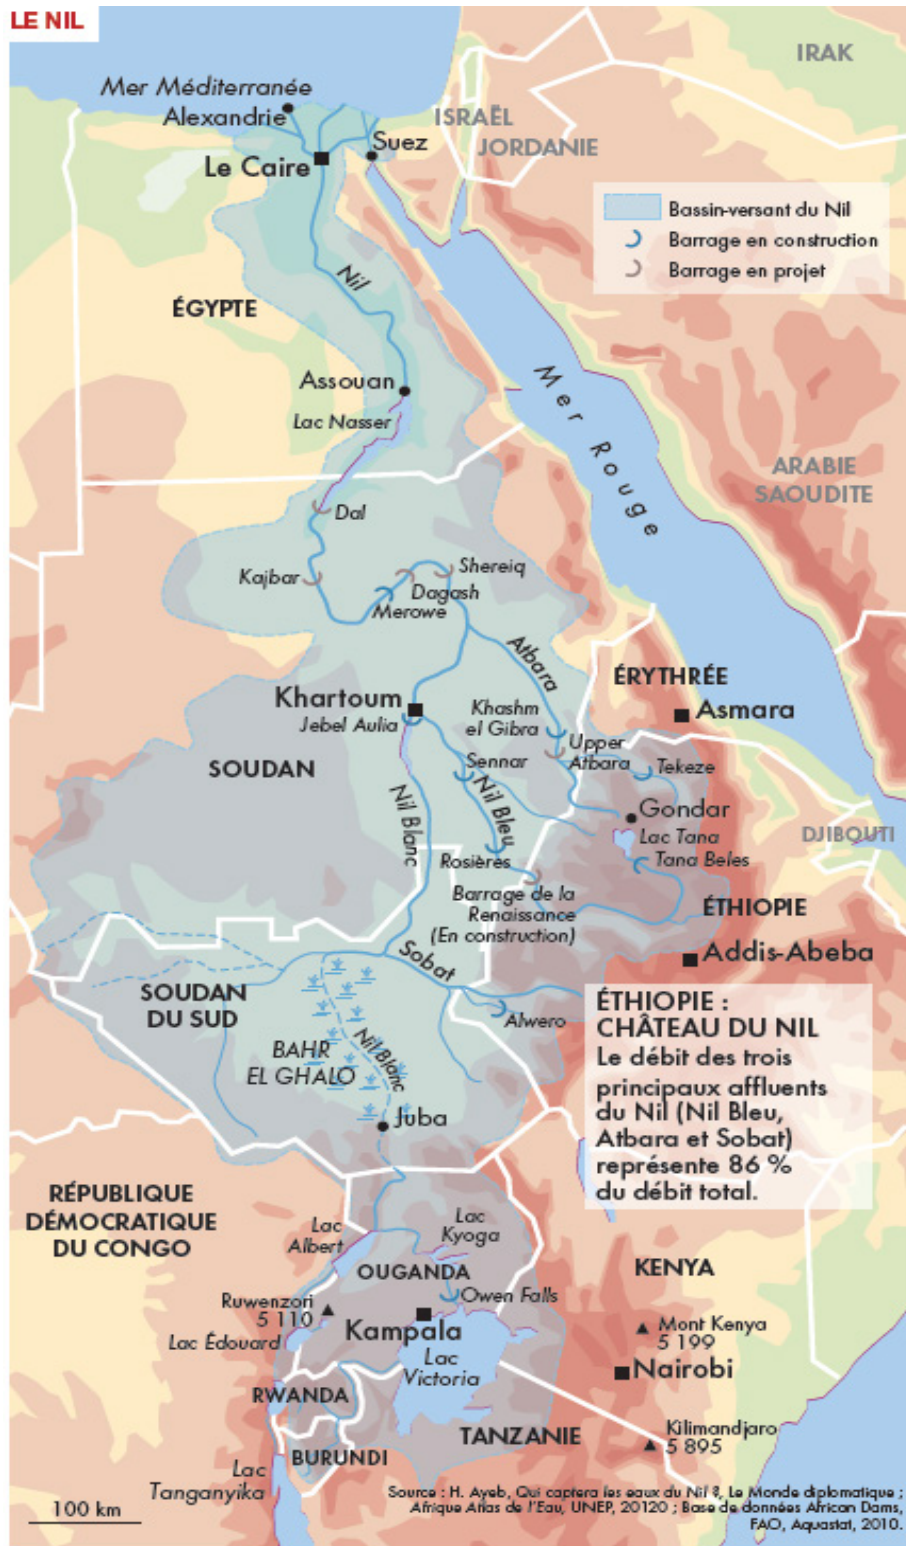 LE NIL
IRAK
Mer Méditerranée
Alexandrie
ISRAËL
JORDANIE
Suez
Le Caire
Bassin-versant du Nil
Barrage en construction
Barrage en projet
Nil
ÉGYPTE
Assouan
Lac Nasser
Mer Rouge
ARABIE
SAOUDITE
Dal
Kajbar
Shereiq
Dagash
Merowe
Atbara
ÉRYTHRÉE
Khartoum
Jebel Aulia
Khashm
el Gibra
Asmara
Upper
Atbara
Sennar
Tekeze
SOUDAN
Nil Blanc
Nil Bleu
Gondar
Lac Tana
Tana Beles
DJIBOUTI
Rosières
Barrage de la
Renaissance
(En construction)
ÉTHIOPIE
Addis-Abeba
Sobat
SOUDAN
DU SUD
Alwero
BAHR
EL GHALO
Nil Blanc
Juba
ÉTHIOPIE :
CHÂTEAU DU NIL
Le débit des trois
principaux affluents
du Nil (Nil Bleu,
Atbara et Sobat)
représente 86 %
du débit total.
RÉPUBLIQUE
DÉMOCRATIQUE
DU CONGO
Lac
Albert
Lac
Kyoga
OUGANDA
KENYA
Owen Falls
Ruwenzori
5 110
Kampala
Mont Kenya
5 199
Lac Édouard
Lac
Victoria
Nairobi
RWANDA
TANZANIE
Kilimandjaro
5 895
BURUNDI
Lac
Tanganyika
100 km
Source : H. Ayeb, Qui captera les eaux du Nil ?, Le Monde diplomatique ;
Afrique Atlas de l'Eau, UNEP, 20120 ; Base de données African Dams,
FAO, Aquastat, 2010.